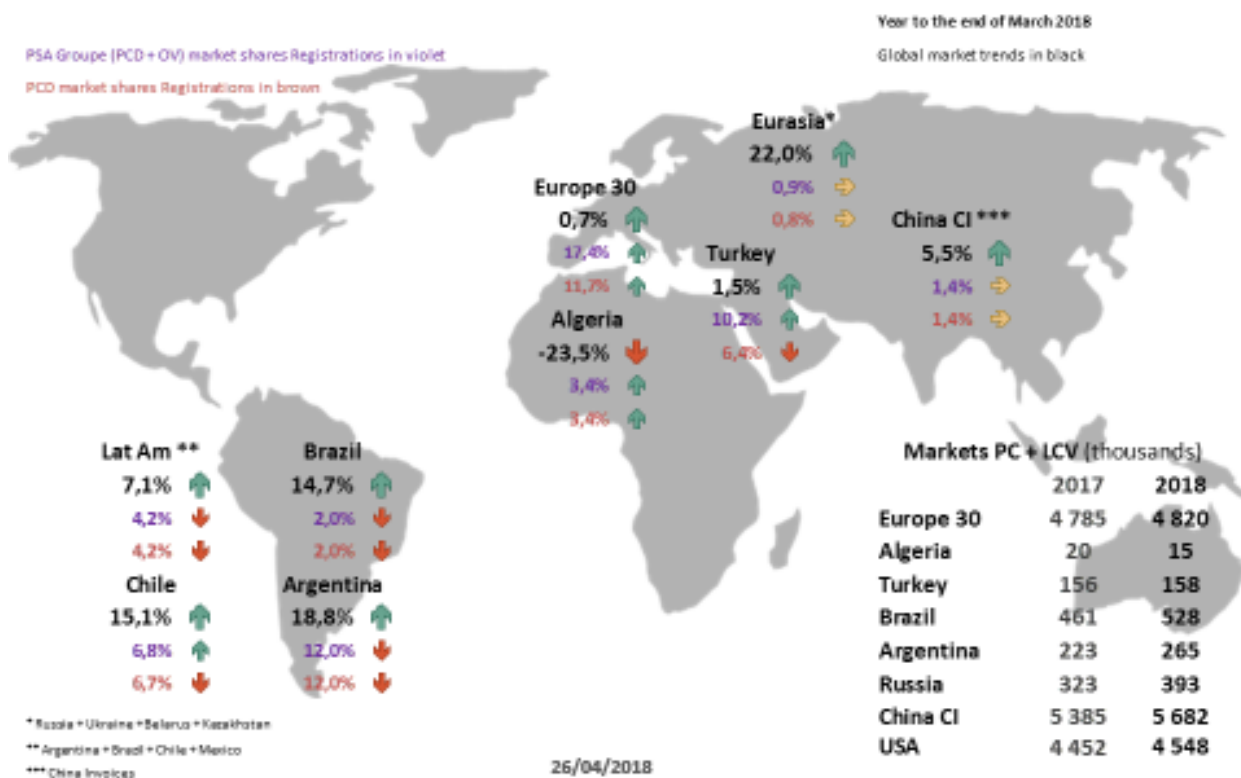 Year to the end of March 2018
PSA Groupe (PCD + OV) market shares Registrations in violet
Global market trends in black
PCD market shares Registrations in brown
Eurasia*
22,0%
0,9%
0,8%
Europe 30
0,7%
17,4%
11,7%
China CI ***
5,5%
1,4%
1,4%
Turkey
1,5%
10,2%
6,4%
Algeria
-23,5%
3,4%
3,4%
Lat Am **
7,1%
4,2%
4,2%
Brazil
14,7%
2,0%
2,0%
Chile
15,1%
6,8%
6,7%
Argentina
18,8%
12,0%
12,0%
Markets PC + LCV (thousands)
2017 2018
Europe 30 4 785 4 820
Algeria 20 15
Turkey 156 158
Brazil 461 528
Argentina 223 265
Russia 323 393
China CI 5 385 5 682
USA 4 452 4 548
* Russia + Ukraine + Belarus + Kazakhstan
** Argentina + Brazil + Chile + Mexico
*** China Invoices
26/04/2018